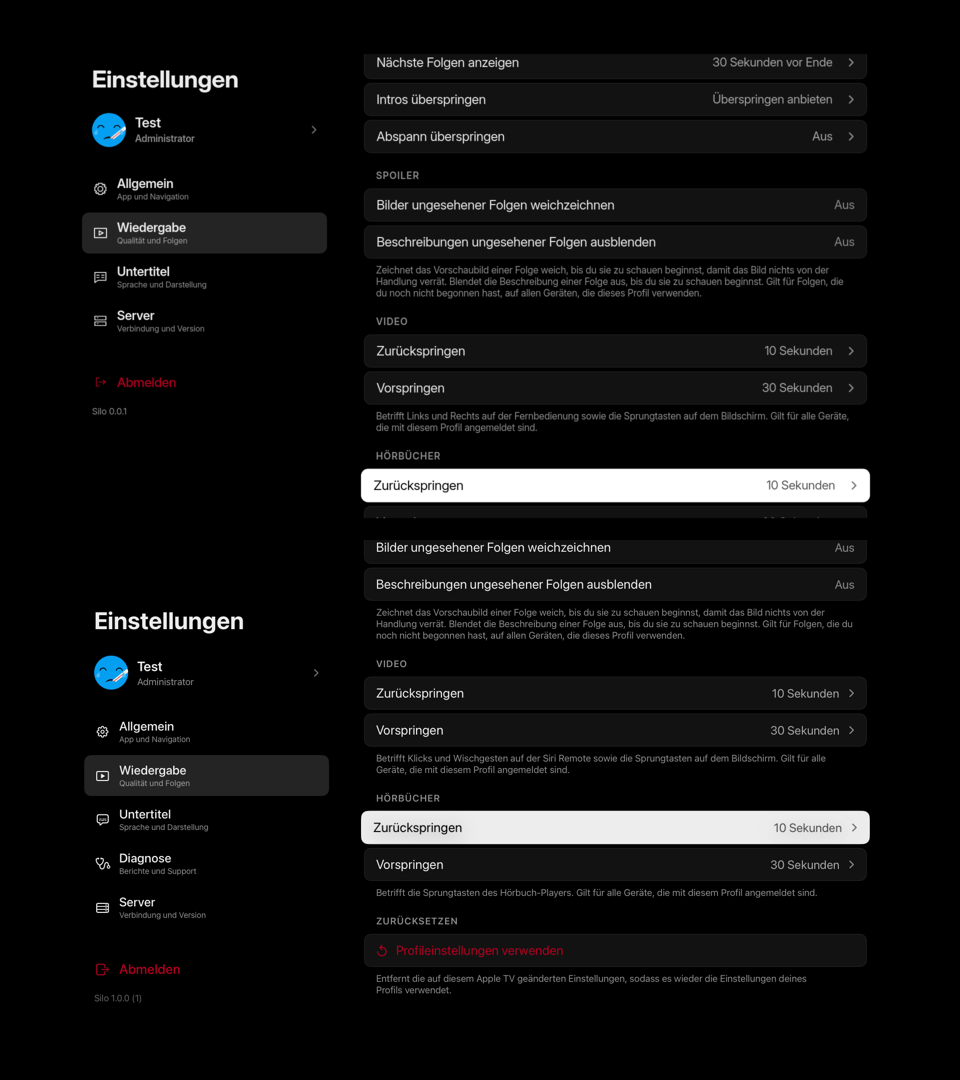 Einstellungen
Test
Administrator
Allgemein
App und Navigation
Wiedergabe
Qualität und Folgen
Untertitel
Sprache und Darstellung
Server
Verbindung und Version
Abmelden
Silo 0.0.1
Nächste Folgen anzeigen 30 Sekunden vor Ende
Intros überspringen Überspringen anbieten
Abspann überspringen Aus
SPOILER
Bilder ungesehener Folgen weichzeichnen Aus
Beschreibungen ungesehener Folgen ausblenden Aus
Zeichnet das Vorschaubild einer Folge weich, bis du sie zu schauen beginnst, damit das Bild nichts von der
Handlung verrät. Blendet die Beschreibung einer Folge aus, bis du sie zu schauen beginnst. Gilt für Folgen, die
du noch nicht begonnen hast, auf allen Geräten, die dieses Profil verwenden.
VIDEO
Zurückspringen 10 Sekunden
Vorspringen 30 Sekunden
Betrifft Links und Rechts auf der Fernbedienung sowie die Sprungtasten auf dem Bildschirm. Gilt für alle Geräte,
die mit diesem Profil angemeldet sind.
HÖRBÜCHER
Zurückspringen 10 Sekunden
Einstellungen
Test
Administrator
Allgemein
App und Navigation
Wiedergabe
Qualität und Folgen
Untertitel
Sprache und Darstellung
Diagnose
Berichte und Support
Server
Verbindung und Version
Abmelden
Silo 1.0.0 (1)
Bilder ungesehener Folgen weichzeichnen Aus
Beschreibungen ungesehener Folgen ausblenden Aus
Zeichnet das Vorschaubild einer Folge weich, bis du sie zu schauen beginnst, damit das Bild nichts von der
Handlung verrät. Blendet die Beschreibung einer Folge aus, bis du sie zu schauen beginnst. Gilt für Folgen, die du
noch nicht begonnen hast, auf allen Geräten, die dieses Profil verwenden.
VIDEO
Zurückspringen 10 Sekunden
Vorspringen 30 Sekunden
Betrifft Klicks und Wischgesten auf der Siri Remote sowie die Sprungtasten auf dem Bildschirm. Gilt für alle
Geräte, die mit diesem Profil angemeldet sind.
HÖRBÜCHER
Zurückspringen 10 Sekunden
Vorspringen 30 Sekunden
Betrifft die Sprungtasten des Hörbuch-Players. Gilt für alle Geräte, die mit diesem Profil angemeldet sind.
ZURÜCKSETZEN
Profileinstellungen verwenden
Entfernt die auf diesem Apple TV geänderten Einstellungen, sodass es wieder die Einstellungen deines
Profils verwendet.